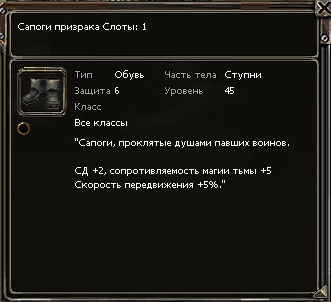 Сапоги призрака Слоты: 1
Тип Обувь Часть тела Ступни
Защита 6 Уровень 45
Класс
Все классы
"Сапоги, проклятые душами павших воинов.
СД +2, сопротивляемость магии тьмы +5
Скорость передвижения +5%."